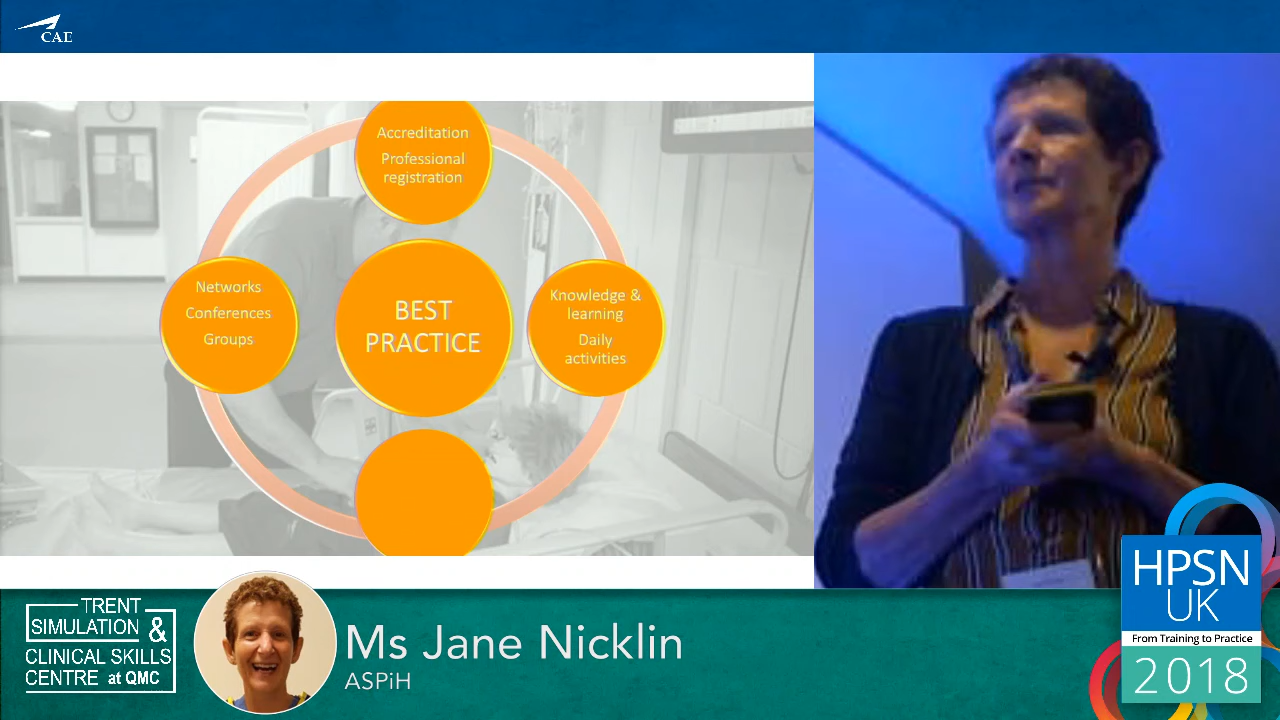 CAE
Accreditation
Professional
registration
Networks
Conferences
Groups
BEST
PRACTICE
Knowledge &
learning
Daily
activities
TRENT
SIMULATION &
CLINICAL SKILLS
CENTRE at QMC
Ms Jane Nicklin
ASPiH
HPSN
UK
From Training to Practice
2018